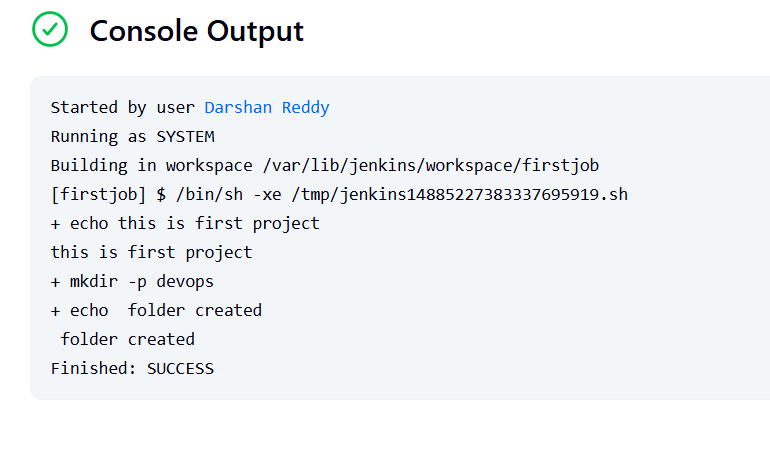 Console Output
Started by user Darshan Reddy
Running as SYSTEM
Building in workspace /var/lib/jenkins/workspace/firstjob
[firstjob] $ /bin/sh -xe /tmp/jenkins14885227383337695919.sh
+ echo this is first project
this is first project
+ mkdir -p devops
+ echo  folder created
 folder created
Finished: SUCCESS